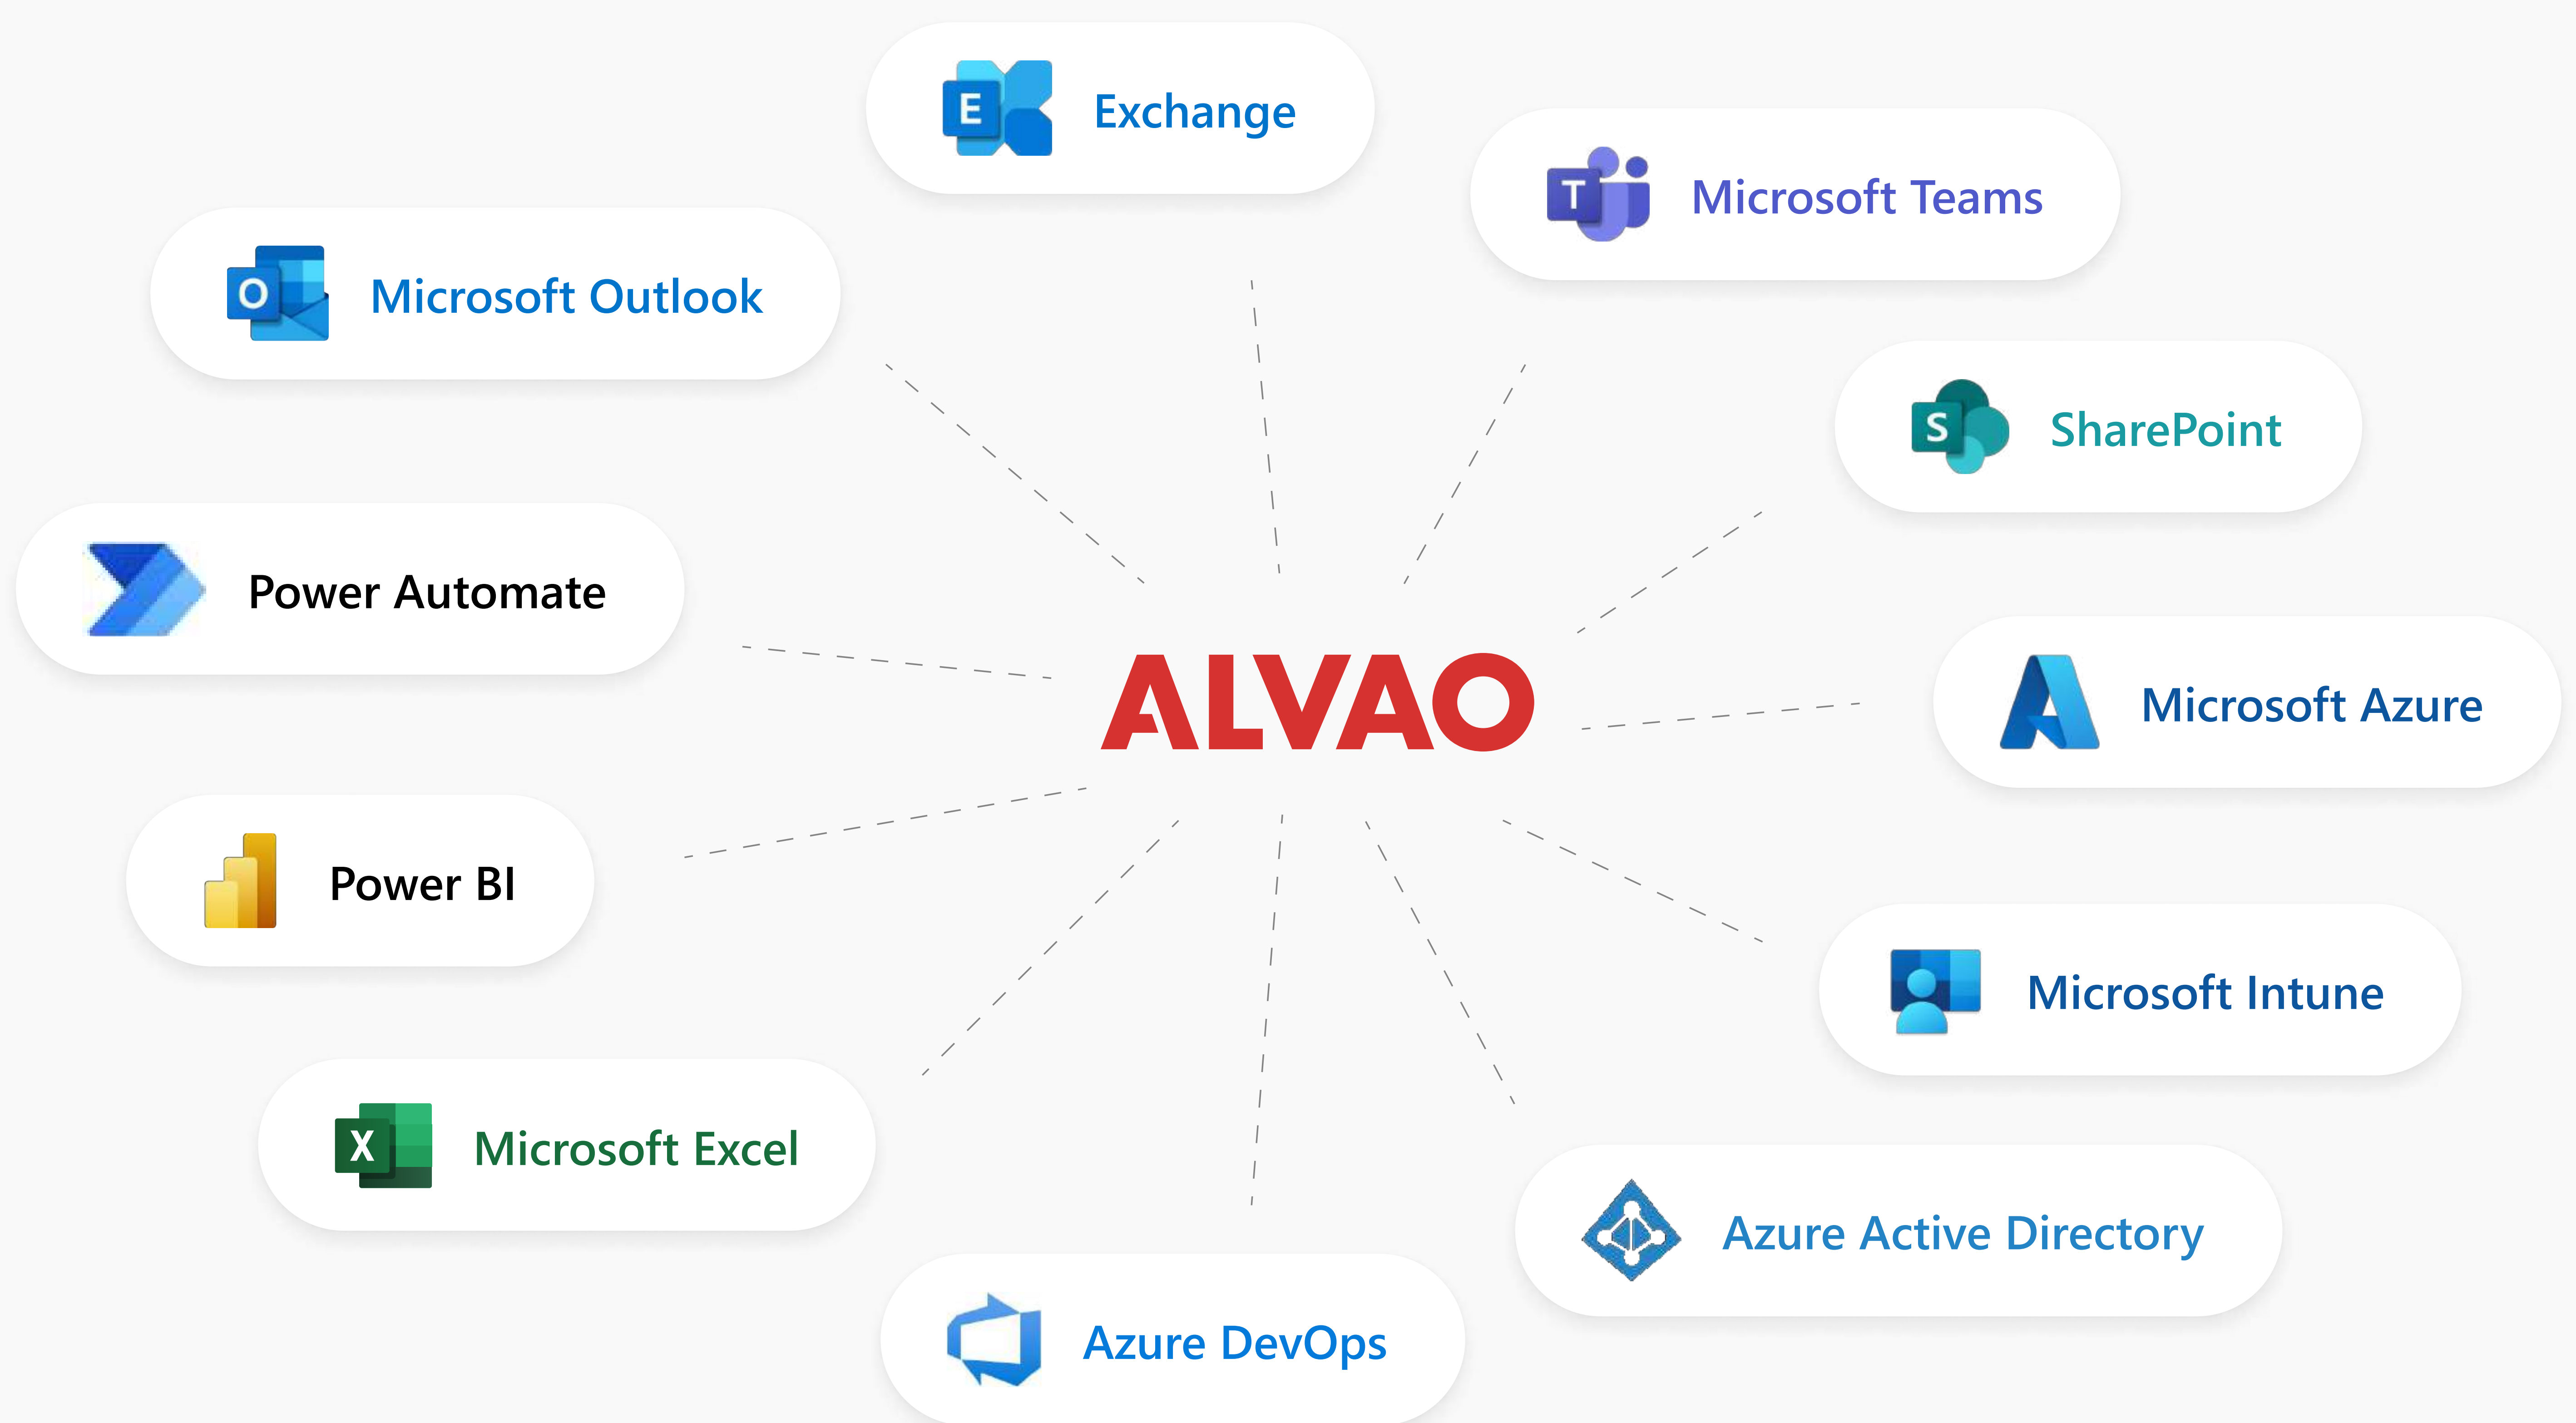 E Exchange
T Microsoft Teams
O Microsoft Outlook
S SharePoint
Power Automate
ALVAO
Microsoft Azure
Power BI
Microsoft Intune
X Microsoft Excel
Azure Active Directory
Azure DevOps